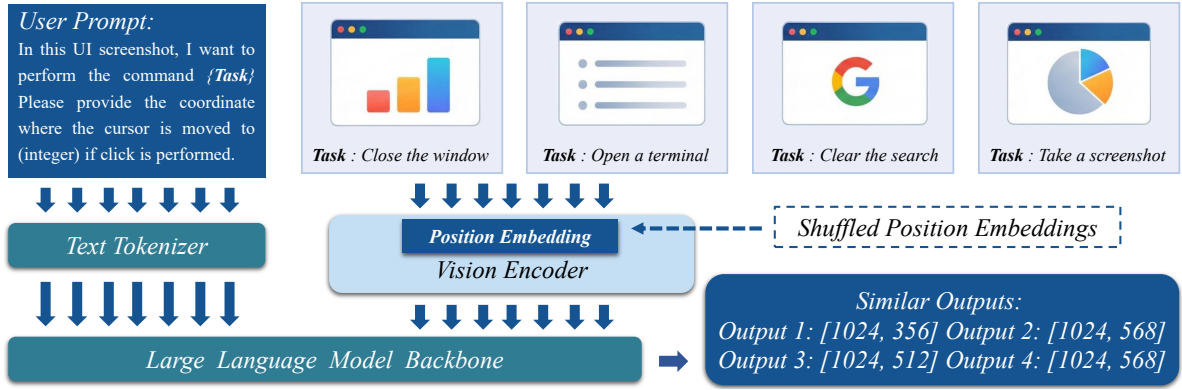 User Prompt:
In this UI screenshot, I want to
perform the command {Task}
Please provide the coordinate
where the cursor is moved to
(integer) if click is performed.
Task : Close the window
Task : Open a terminal
Task : Clear the search
Task : Take a screenshot
Text Tokenizer
Position Embedding
Vision Encoder
Shuffled Position Embeddings
Large Language Model Backbone
Similar Outputs:
Output 1: [1024, 356] Output 2: [1024, 568]
Output 3: [1024, 512] Output 4: [1024, 568]